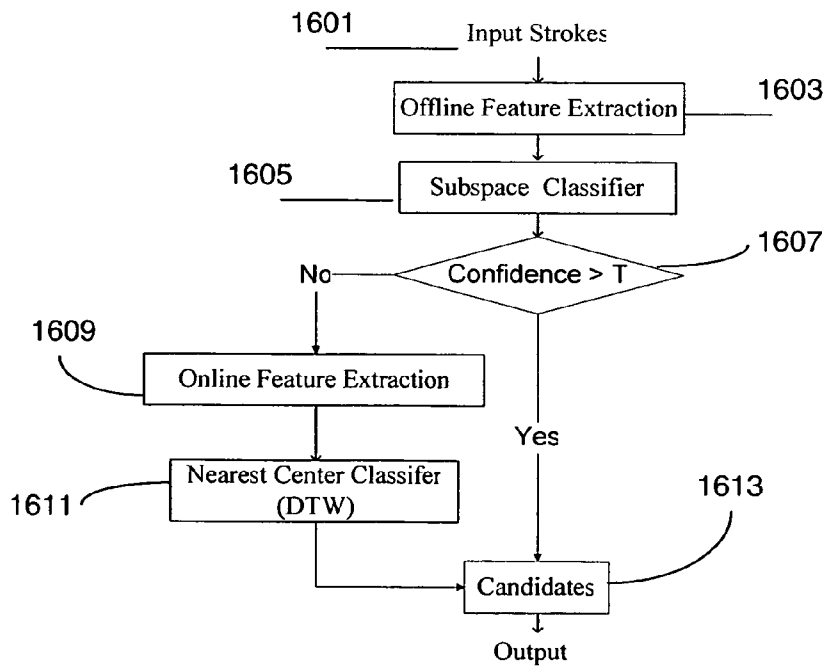 1601
Input Strokes
1603
Offline Feature Extraction
1605
Subspace Classifier
1607
Confidence > T
No
1609
Online Feature Extraction
Yes
Nearest Center Classifer
(DTW)
1611
1613
Candidates
Output